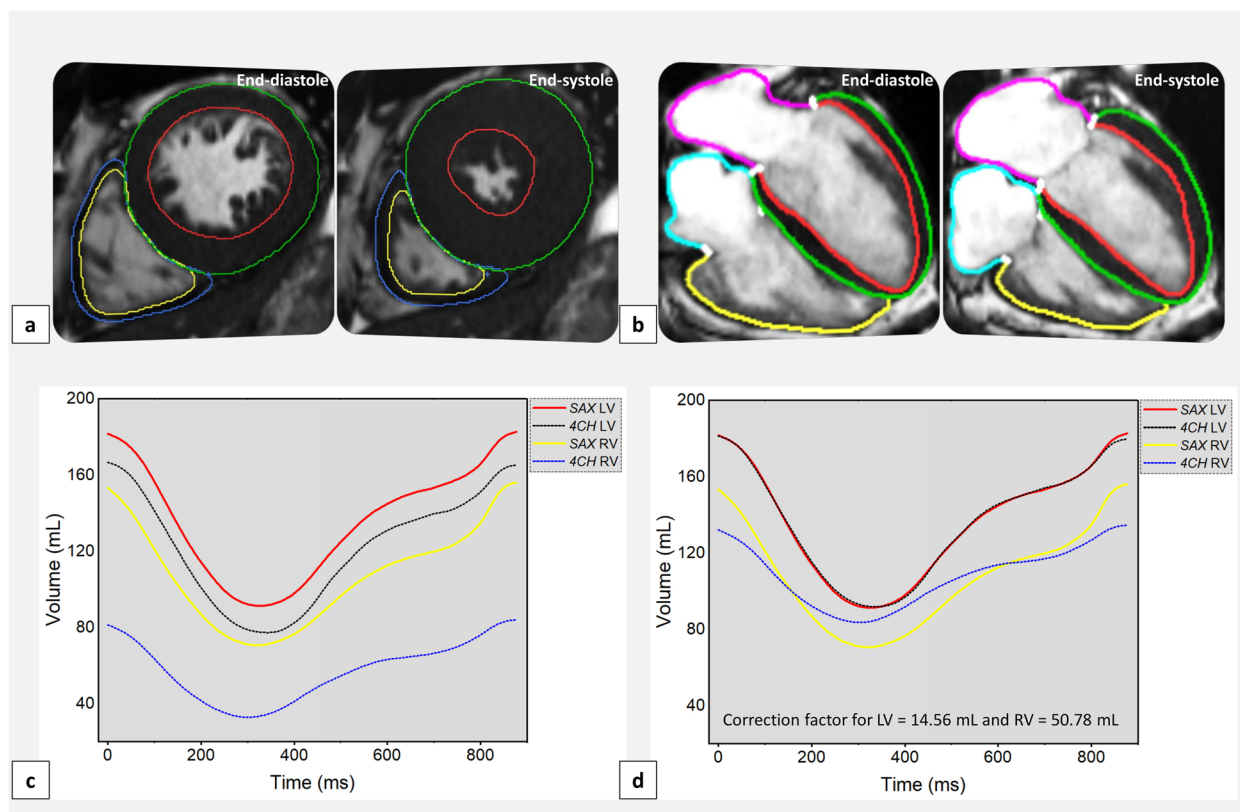 End-diastole
End-systole
End-diastole
End-systole
a
b
200
160
120
80
40
Volume (mL)
0
200
400
600
800
Time (ms)
SAX LV
4CH LV
SAX RV
4CH RV
c
200
160
120
80
40
Volume (mL)
0
200
400
600
800
Time (ms)
SAX LV
4CH LV
SAX RV
4CH RV
Correction factor for LV = 14.56 mL and RV = 50.78 mL
d